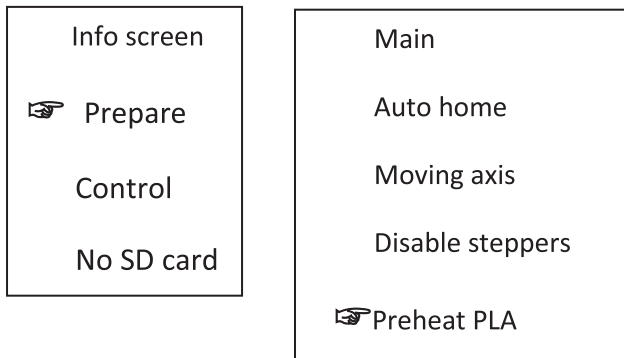 Info screen
☞ Prepare
Control
No SD card
Main
Auto home
Moving axis
Disable steppers
☞Preheat PLA